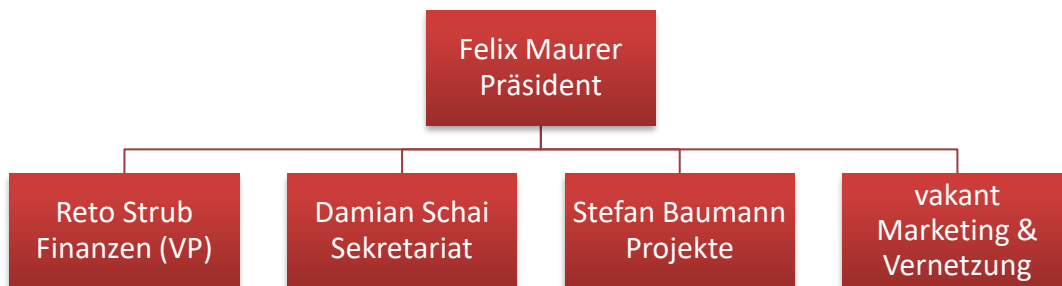 Felix Maurer
Präsident
Reto Strub
Finanzen (VP)
Damian Schai
Sekretariat
Stefan Baumann
Projekte
vakant
Marketing &
Vernetzung